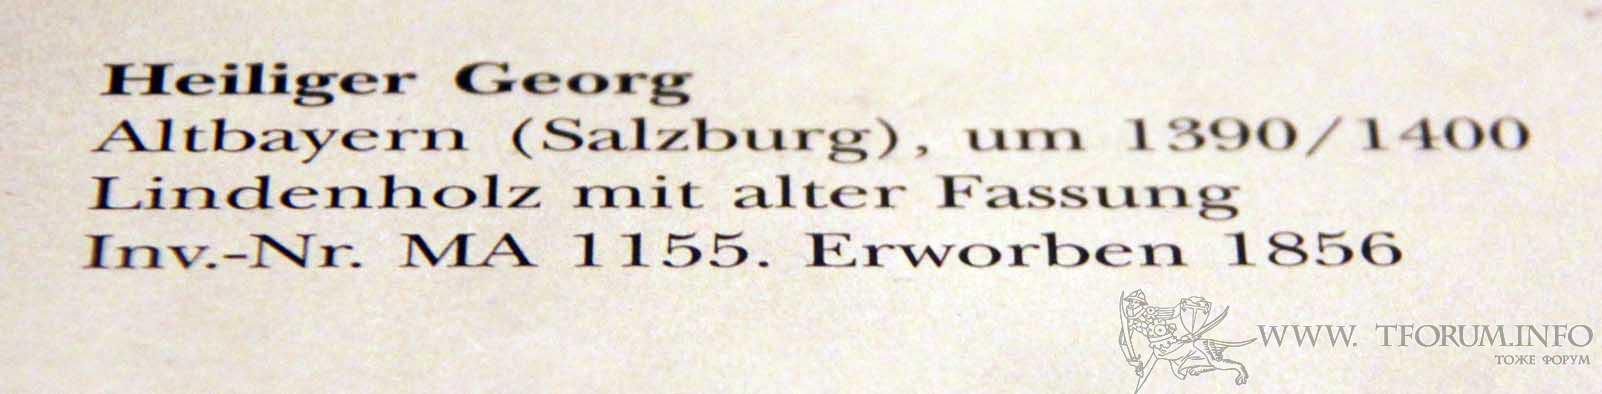 Heiliger Georg
Altbayern (Salzburg), um 1390/1400
Lindenholz mit alter Fassung
Inv.-Nr. MA 1155. Erworben 1856
WWW. TFORUM.INFO
ТОЖЕ ФОРУМ